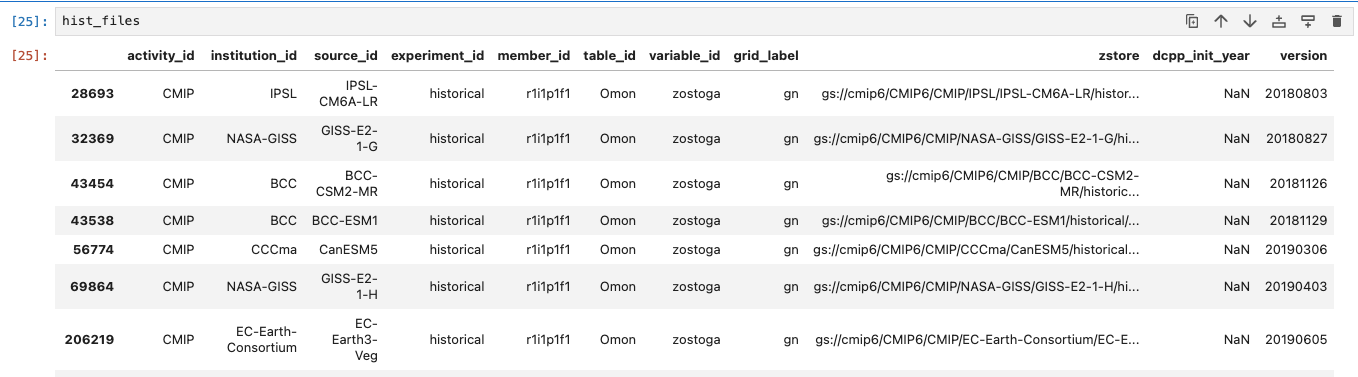 [25]: hist_files
[25]: activity_id institution_id source_id experiment_id member_id table_id variable_id grid_label zstore dcpp_init_year version
28693 CMIP IPSL IPSL-CM6A-LR historical r1i1p1f1 Omon zostoga gn gs://cmip6/CMIP6/CMIP/IPSL/IPSL-CM6A-LR/histor... NaN 20180803
32369 CMIP NASA-GISS GISS-E2-1-G historical r1i1p1f1 Omon zostoga gn gs://cmip6/CMIP6/CMIP/NASA-GISS/GISS-E2-1-G/hi... NaN 20180827
43454 CMIP BCC BCC-CSM2-MR historical r1i1p1f1 Omon zostoga gn gs://cmip6/CMIP6/CMIP/BCC/BCC-CSM2-MR/historic... NaN 20181126
43538 CMIP BCC BCC-ESM1 historical r1i1p1f1 Omon zostoga gn gs://cmip6/CMIP6/CMIP/BCC/BCC-ESM1/historical/... NaN 20181129
56774 CMIP CCCma CanESM5 historical r1i1p1f1 Omon zostoga gn gs://cmip6/CMIP6/CMIP/CCCma/CanESM5/historical... NaN 20190306
69864 CMIP NASA-GISS GISS-E2-1-H historical r1i1p1f1 Omon zostoga gn gs://cmip6/CMIP6/CMIP/NASA-GISS/GISS-E2-1-H/hi... NaN 20190403
206219 CMIP EC-Earth-Consortium EC-Earth3-Veg historical r1i1p1f1 Omon zostoga gn gs://cmip6/CMIP6/CMIP/EC-Earth-Consortium/EC-E... NaN 20190605